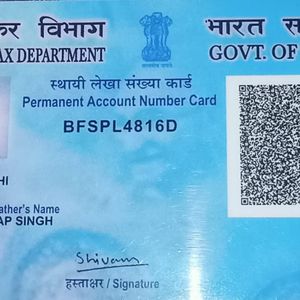 कर विभाग भारत स
AX DEPARTMENT GOVT. OF
स्थायी लेखा संख्या कार्ड
Permanent Account Number Card
BFSPL4816D
HI
ather's Name
AP SINGH
Shivam
हस्ताक्षर / Signature